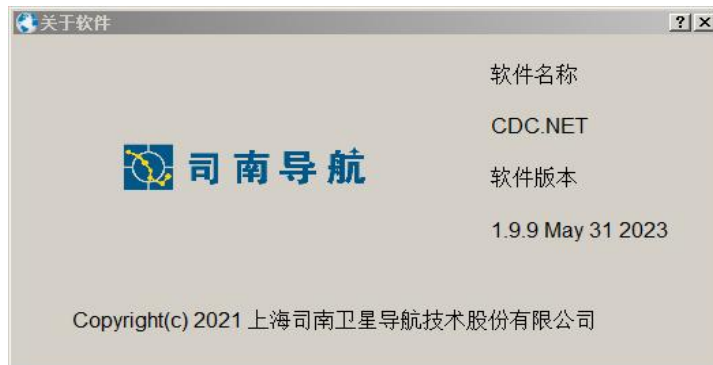 关于软件
软件名称
CDC.NET
司南导航
软件版本
1.9.9 May 31 2023
Copyright(c) 2021 上海司南卫星导航技术股份有限公司